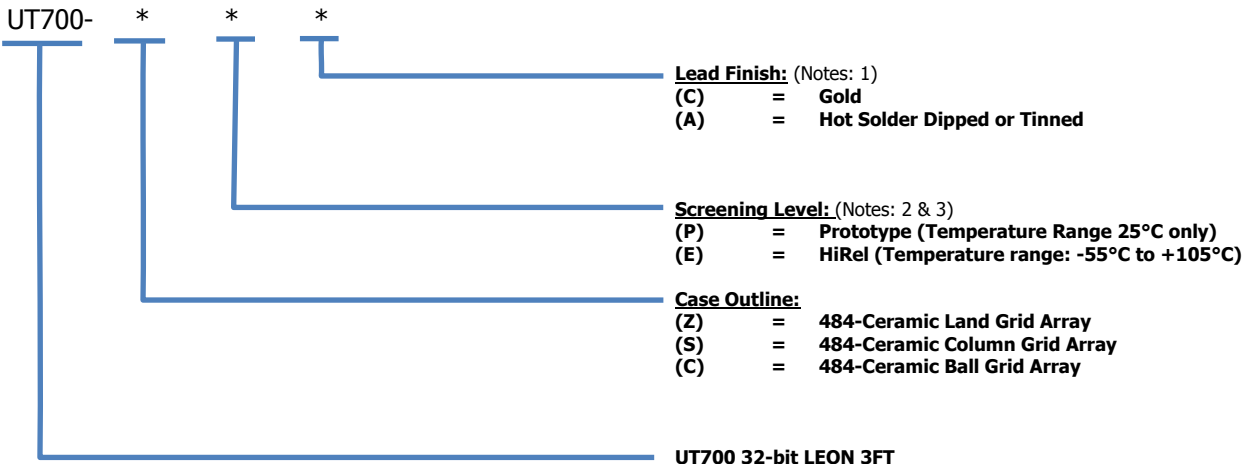 UT700- * * *
Lead Finish: (Notes: 1)
(C) = Gold
(A) = Hot Solder Dipped or Tinned
Screening Level: (Notes: 2 & 3)
(P) = Prototype (Temperature Range 25°C only)
(E) = HiRel (Temperature range: -55°C to +105°C)
Case Outline:
(Z) = 484-Ceramic Land Grid Array
(S) = 484-Ceramic Column Grid Array
(C) = 484-Ceramic Ball Grid Array
UT700 32-bit LEON 3FT